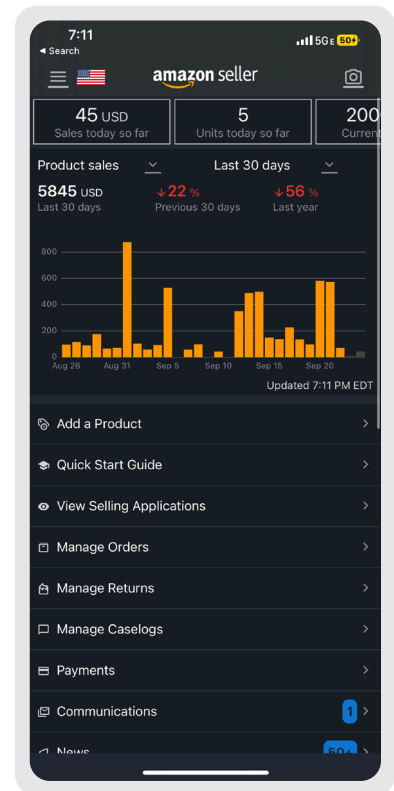 7:11
5G E 50
◂ Search
amazon seller
45 USD
Sales today so far
5
Units today so far
200
Current
Product sales
Last 30 days
5845 USD
Last 30 days
↓22 %
Previous 30 days
↓56 %
Last year
800
600
400
200
0
Aug 26 Aug 31 Sep 5 Sep 10 Sep 15 Sep 20
Updated 7:11 PM EDT
Add a Product
Quick Start Guide
View Selling Applications
Manage Orders
Manage Returns
Manage Caselogs
Payments
Communications 1
News 50+